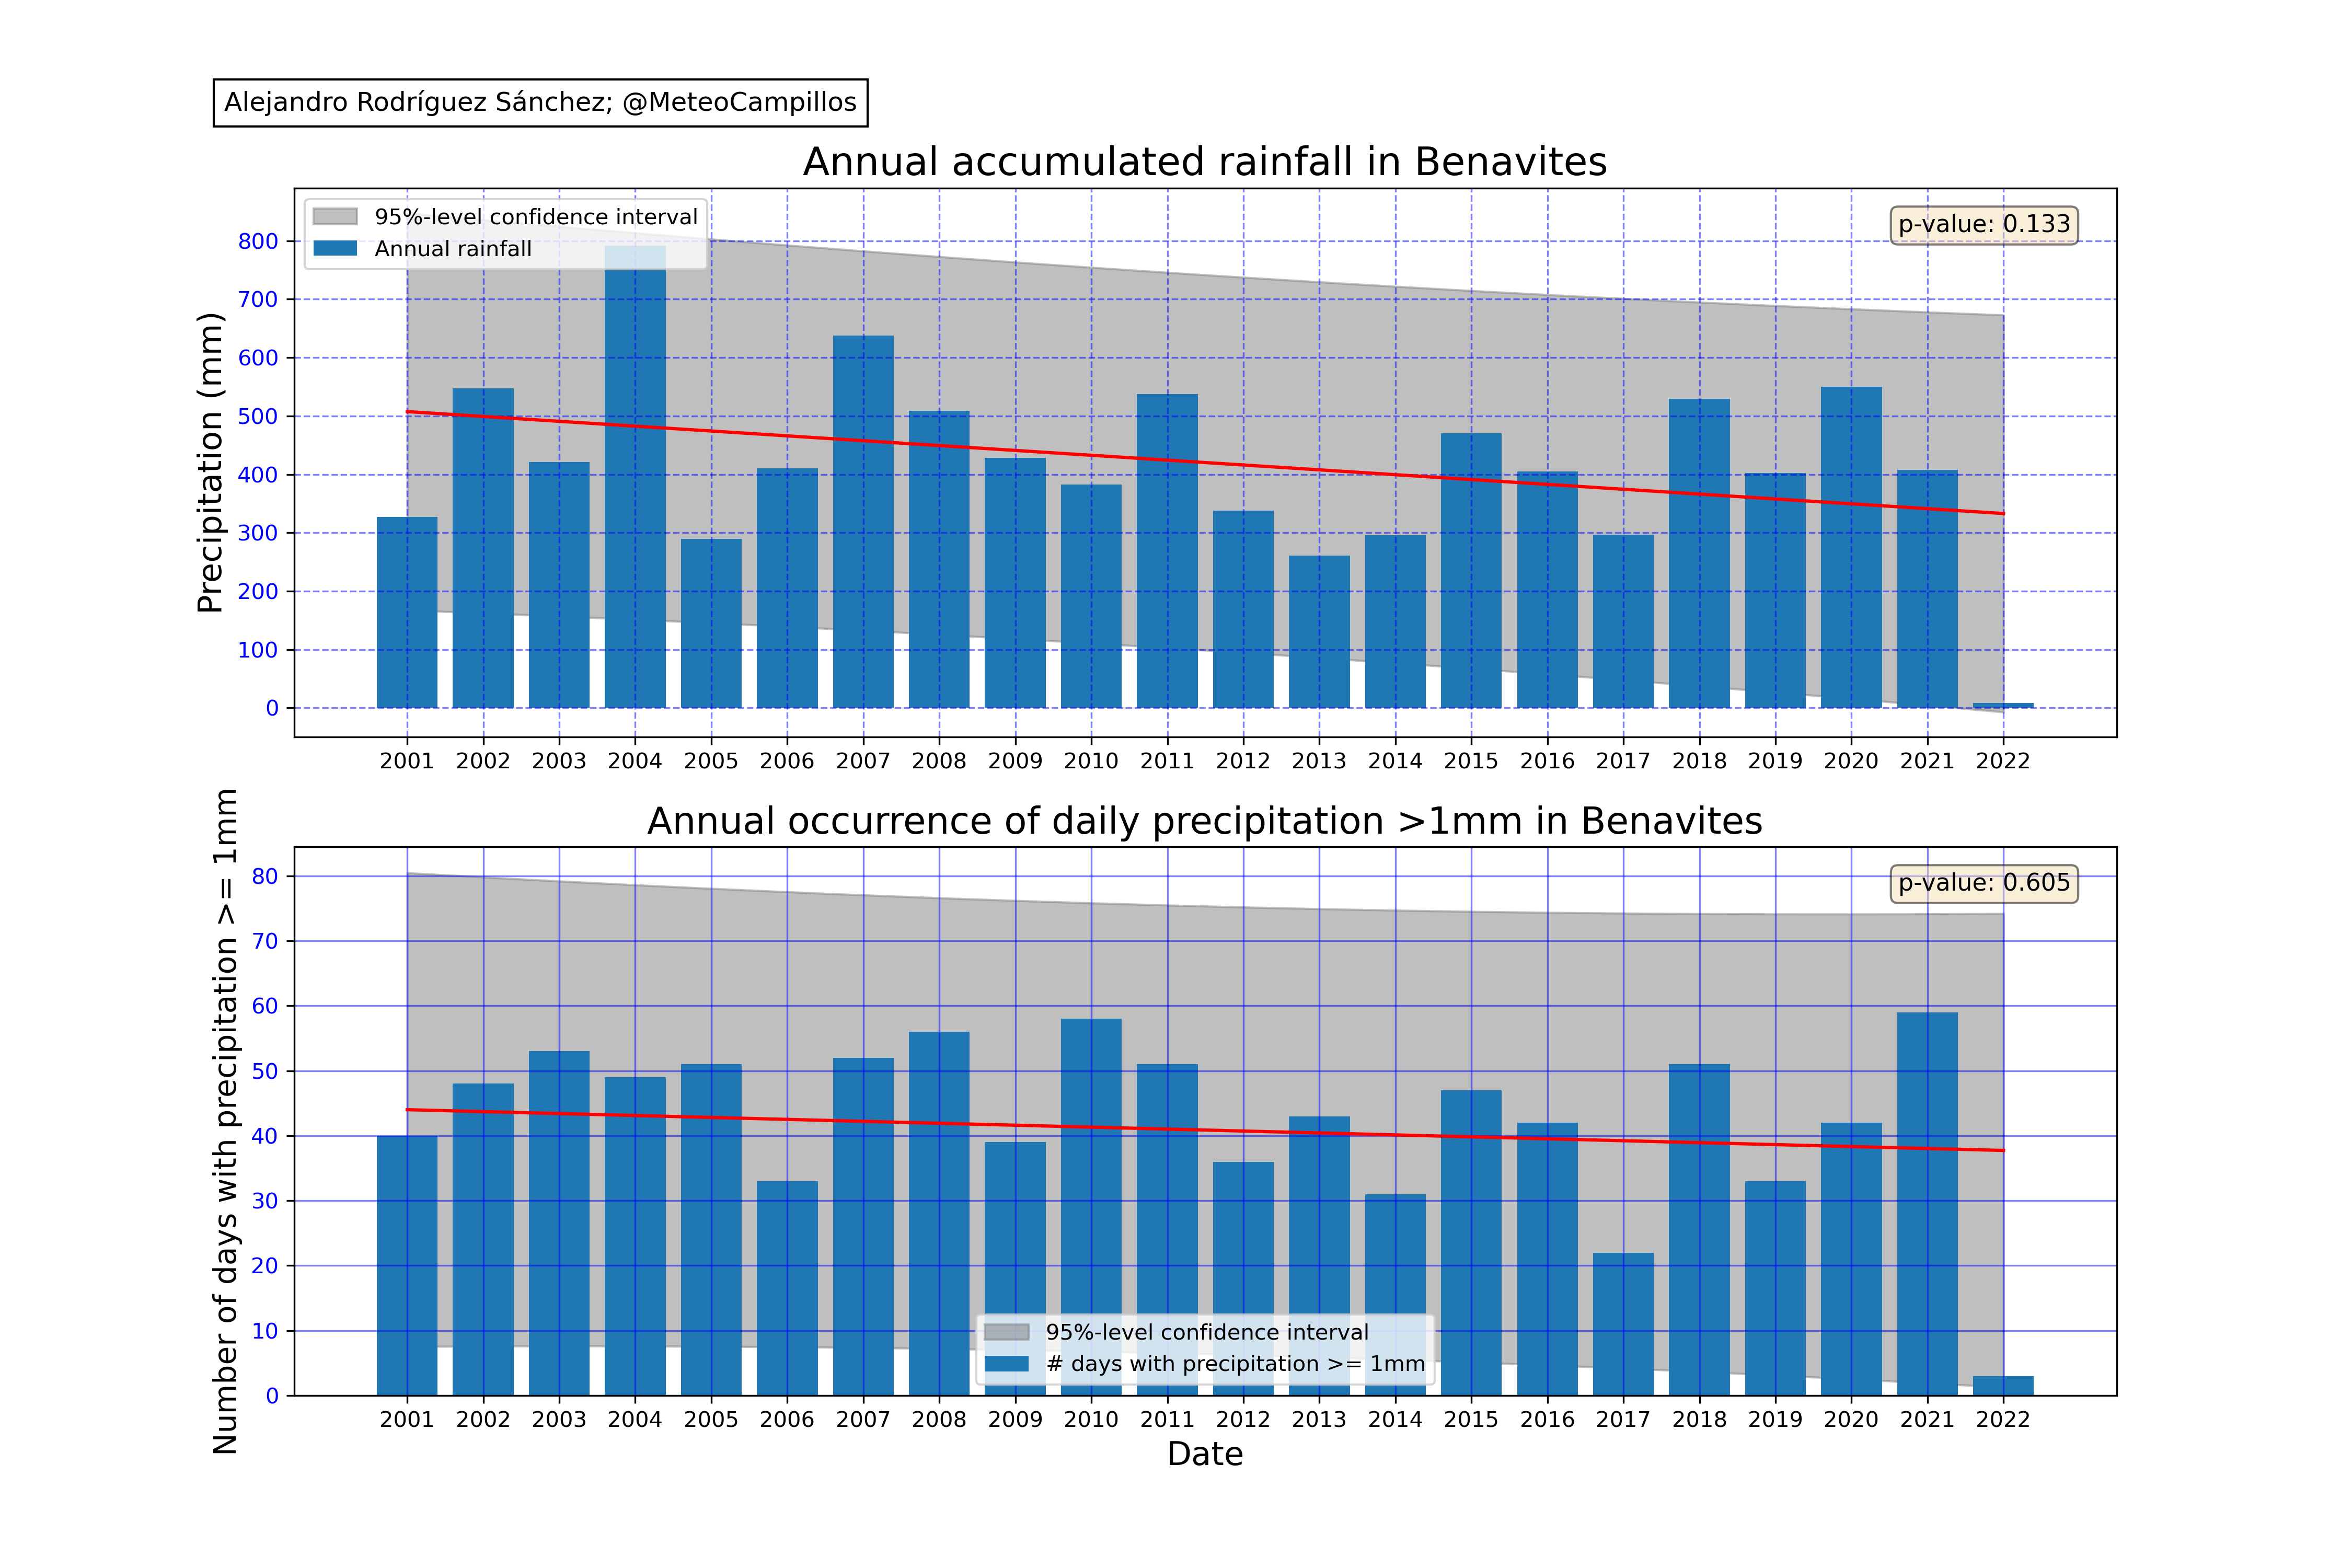 Alejandro Rodríguez Sánchez; @MeteoCampillos
Annual accumulated rainfall in Benavites
95%-level confidence interval
Annual rainfall
p-value: 0.133
Precipitation (mm)
800
700
600
500
400
300
200
100
0
2001 2002 2003 2004 2005 2006 2007 2008 2009 2010 2011 2012 2013 2014 2015 2016 2017 2018 2019 2020 2021 2022
Annual occurrence of daily precipitation >1mm in Benavites
p-value: 0.605
Number of days with precipitation >= 1mm
80
70
60
50
40
30
20
10
0
95%-level confidence interval
# days with precipitation >= 1mm
2001 2002 2003 2004 2005 2006 2007 2008 2009 2010 2011 2012 2013 2014 2015 2016 2017 2018 2019 2020 2021 2022
Date